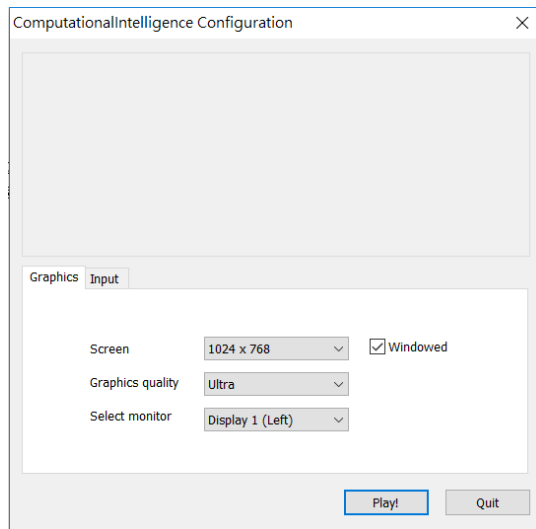 ComputationalIntelligence Configuration
Graphics Input
Screen 1024 x 768 Windowed
Graphics quality Ultra
Select monitor Display 1 (Left)
Play! Quit